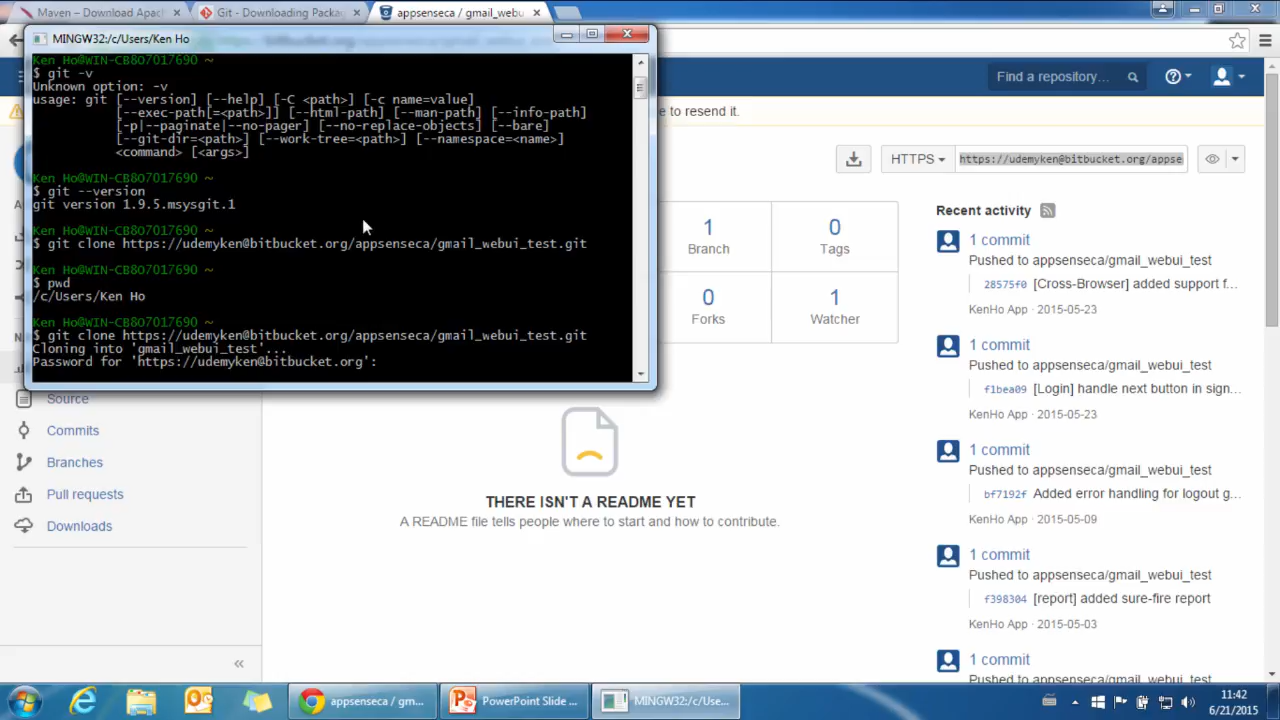 Maven – Download Apac
Git - Downloading Packa
appsenseca / gmail_webu
MINGW32:/c/Users/Ken Ho
Ken Ho@WIN-CB8O7O17690 ~
$ git -v
Unknown option: -v
usage: git [--version] [--help] [-C <path>] [-c name=value]
[--exec-path[=<path>]] [--html-path] [--man-path] [--info-path]
[-p|--paginate|--no-pager] [--no-replace-objects] [--bare]
[--git-dir=<path>] [--work-tree=<path>] [--namespace=<name>]
<command> [<args>]
Ken Ho@WIN-CB8O7O17690 ~
$ git --version
git version 1.9.5.msysgit.1
Ken Ho@WIN-CB8O7O17690 ~
$ git clone https://udemyken@bitbucket.org/appsenseca/gmail_webui_test.git
Ken Ho@WIN-CB8O7O17690 ~
$ pwd
/c/Users/Ken Ho
Ken Ho@WIN-CB8O7O17690 ~
$ git clone https://udemyken@bitbucket.org/appsenseca/gmail_webui_test.git
Cloning into 'gmail_webui_test'...
Password for 'https://udemyken@bitbucket.org':
Find a repository...
e to resend it.
HTTPS
https://udemyken@bitbucket.org/appse
1
Branch
0
Tags
0
Forks
1
Watcher
Source
Commits
Branches
Pull requests
Downloads
THERE ISN'T A README YET
A README file tells people where to start and how to contribute.
Recent activity
1 commit
Pushed to appsenseca/gmail_webui_test
28575f0 [Cross-Browser] added support f...
KenHo App · 2015-05-23
1 commit
Pushed to appsenseca/gmail_webui_test
f1bea09 [Login] handle next button in sign...
KenHo App · 2015-05-23
1 commit
Pushed to appsenseca/gmail_webui_test
bf7192f Added error handling for logout g...
KenHo App · 2015-05-09
1 commit
Pushed to appsenseca/gmail_webui_test
f398304 [report] added sure-fire report
KenHo App · 2015-05-03
1 commit
Pushed to appsenseca/gmail_webui_test
appsenseca / gm...
PowerPoint Slide ...
MINGW32:/c/Use...
11:42
6/21/2015